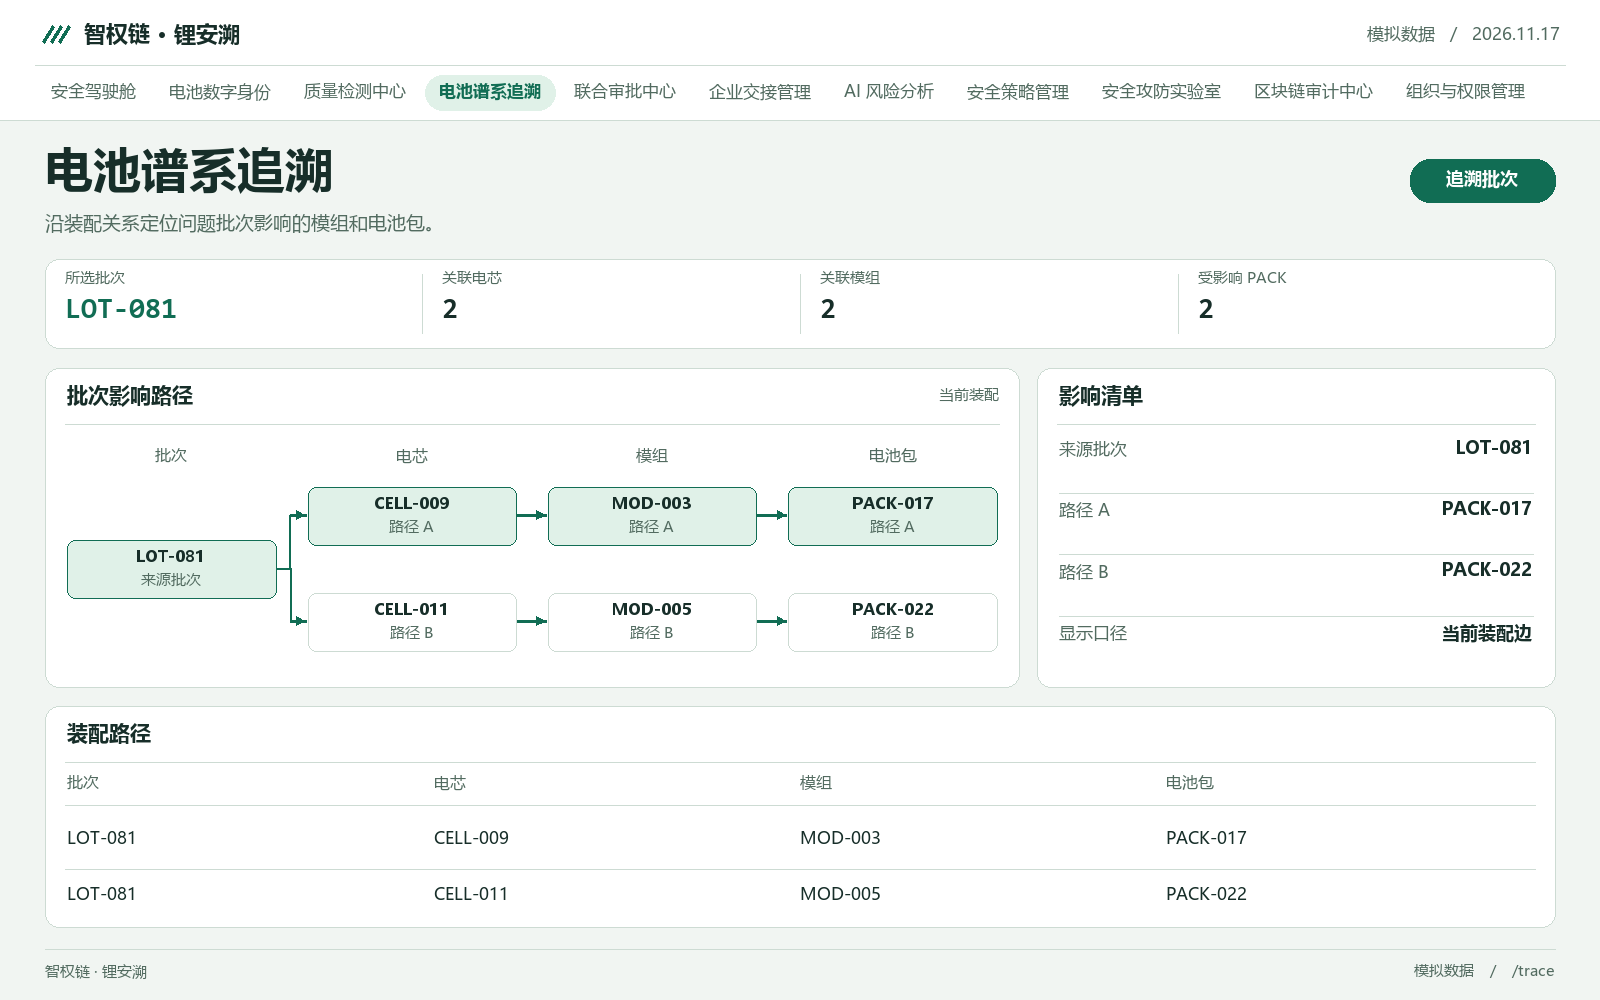 智权链·锂安溯
模拟数据 / 2026.11.17
安全驾驶舱 电池数字身份 质量检测中心 电池谱系追溯 联合审批中心 企业交接管理 AI 风险分析 安全策略管理 安全攻防实验室 区块链审计中心 组织与权限管理
电池谱系追溯
追溯批次
沿装配关系定位问题批次影响的模组和电池包。
所选批次 关联电芯 关联模组 受影响 PACK
LOT-081 2 2 2
批次影响路径 当前装配
批次 电芯 模组 电池包
CELL-009 MOD-003 PACK-017
路径 A 路径 A 路径 A
LOT-081
来源批次
CELL-011 MOD-005 PACK-022
路径 B 路径 B 路径 B
影响清单
来源批次 LOT-081
路径 A PACK-017
路径 B PACK-022
显示口径 当前装配边
装配路径
批次 电芯 模组 电池包
LOT-081 CELL-009 MOD-003 PACK-017
LOT-081 CELL-011 MOD-005 PACK-022
智权链·锂安溯
模拟数据 / /trace